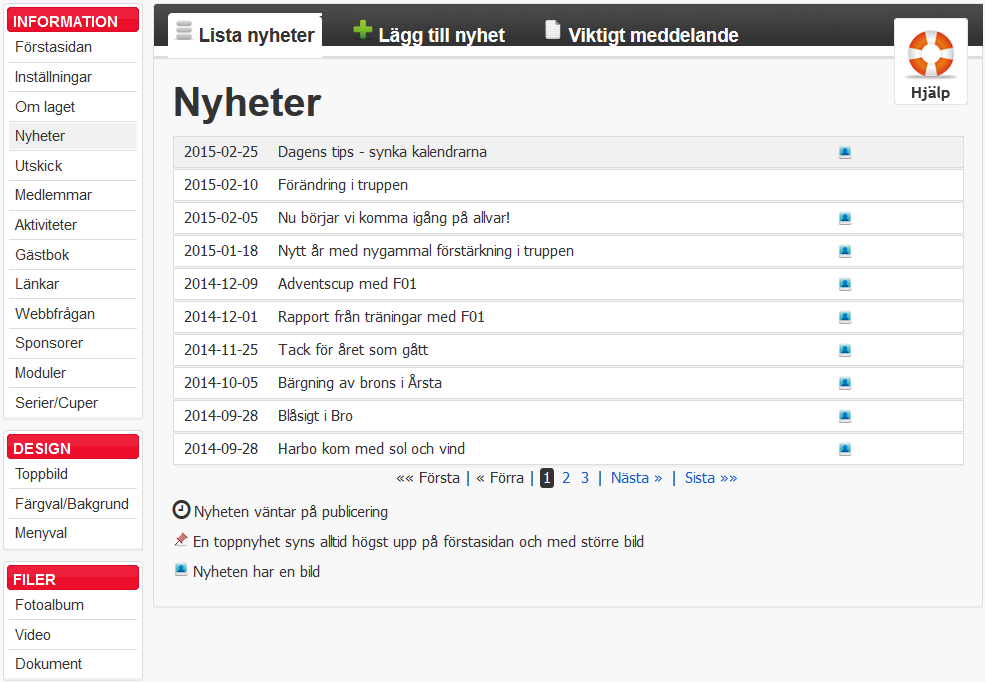 INFORMATION
Förstasidan
Inställningar
Om laget
Nyheter
Utskick
Medlemmar
Aktiviteter
Gästbok
Länkar
Webbfrågan
Sponsorer
Moduler
Serier/Cuper
DESIGN
Toppbild
Färgval/Bakgrund
Menyval
FILER
Fotoalbum
Video
Dokument
Lista nyheter Lägg till nyhet Viktigt meddelande
Hjälp
Nyheter
2015-02-25 Dagens tips - synka kalendrarna
2015-02-10 Förändring i truppen
2015-02-05 Nu börjar vi komma igång på allvar!
2015-01-18 Nytt år med nygammal förstärkning i truppen
2014-12-09 Adventscup med F01
2014-12-01 Rapport från träningar med F01
2014-11-25 Tack för året som gått
2014-10-05 Bärgning av brons i Årsta
2014-09-28 Blåsigt i Bro
2014-09-28 Harbo kom med sol och vind
«« Första | « Förra | 1 2 3 | Nästa » | Sista »»
Nyheten väntar på publicering
En toppnyhet syns alltid högst upp på förstasidan och med större bild
Nyheten har en bild